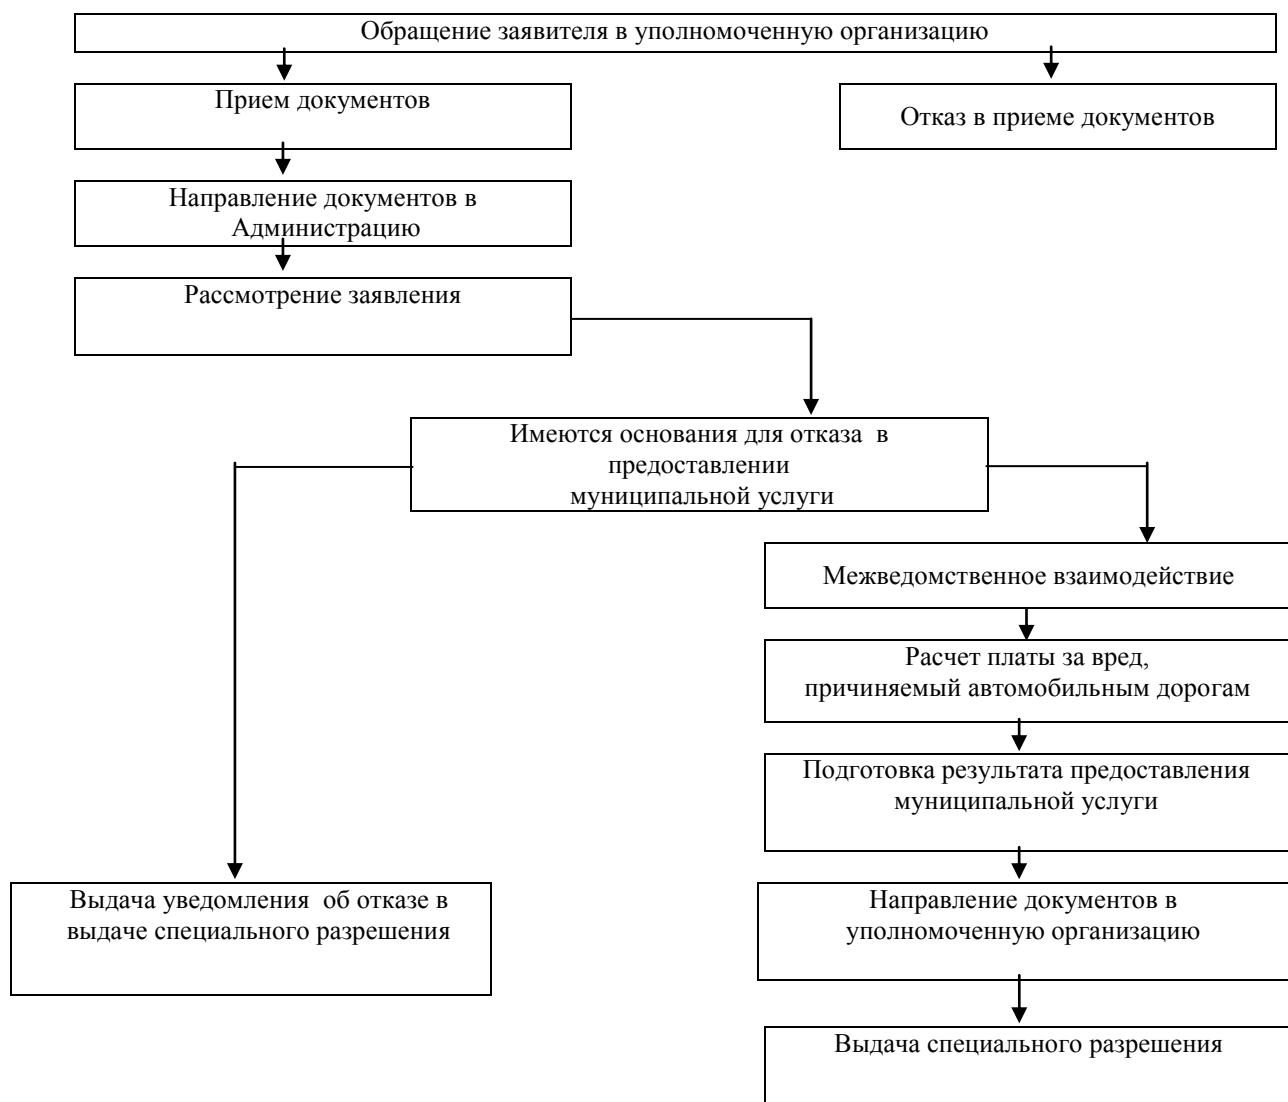 Обращение заявителя в уполномоченную организацию
Прием документов
Отказ в приеме документов
Направление документов в
Администрацию
Рассмотрение заявления
Имеются основания для отказа в
предоставлении
муниципальной услуги
Межведомственное взаимодействие
Расчет платы за вред,
причиняемый автомобильным дорогам
Подготовка результата предоставления
муниципальной услуги
Выдача уведомления об отказе в
выдаче специального разрешения
Направление документов в
уполномоченную организацию
Выдача специального разрешения